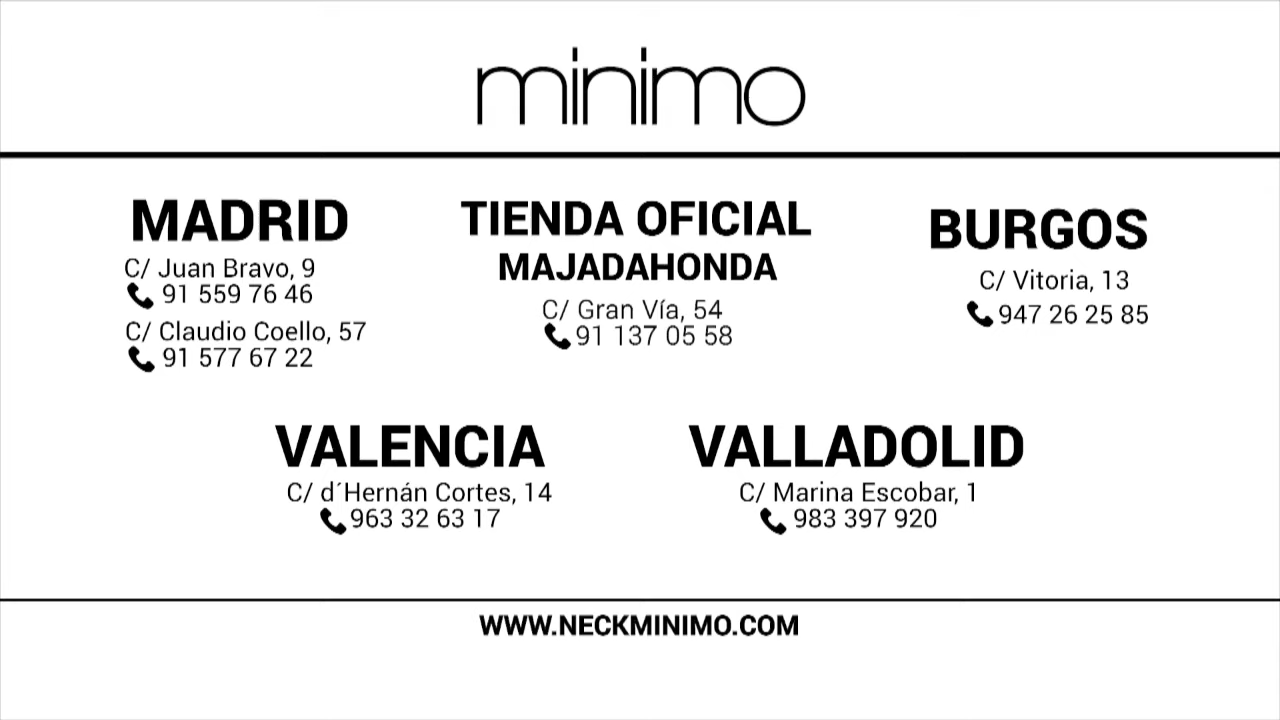 minimo
MADRID
C/ Juan Bravo, 9
91 559 76 46
C/ Claudio Coello, 57
91 577 67 22
TIENDA OFICIAL
MAJADAHONDA
C/ Gran Vía, 54
91 137 05 58
BURGOS
C/ Vitoria, 13
947 26 25 85
VALENCIA
C/ d´Hernán Cortes, 14
963 32 63 17
VALLADOLID
C/ Marina Escobar, 1
983 397 920
WWW.NECKMINIMO.COM